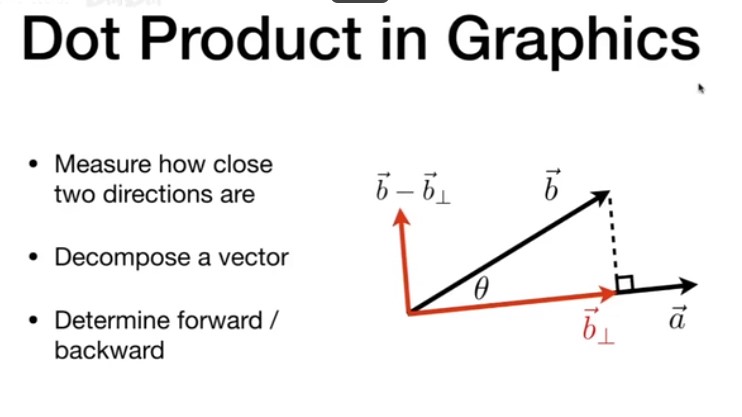 Dot Product in Graphics
• Measure how close
two directions are
• Decompose a vector
• Determine forward /
backward
$\vec{b} - \vec{b}_\perp$
$\vec{b}$
$\theta$
$\vec{b}_\perp$
$\vec{a}$